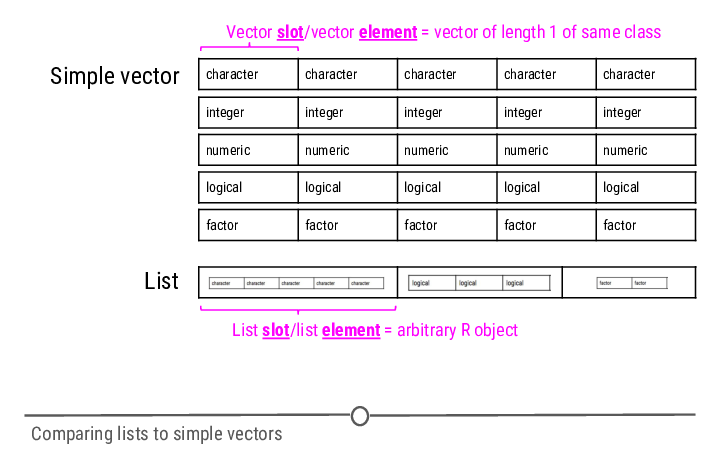 Vector slot/vector element = vector of length 1 of same class
Simple vector
character character character character character
integer integer integer integer integer
numeric numeric numeric numeric numeric
logical logical logical logical logical
factor factor factor factor factor
List
character character character character character logical logical logical factor factor
List slot/list element = arbitrary R object
Comparing lists to simple vectors